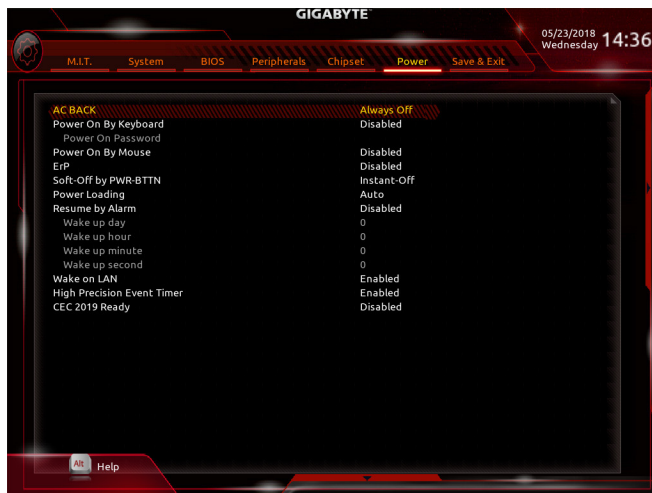 GIGABYTE™
05/23/2018
Wednesday 14:36
M.I.T. System BIOS Peripherals Chipset Power Save & Exit
AC BACK Always Off
Power On By Keyboard Disabled
Power On Password
Power On By Mouse Disabled
ErP Disabled
Soft-Off by PWR-BTTN Instant-Off
Power Loading Auto
Resume by Alarm Disabled
Wake up day 0
Wake up hour 0
Wake up minute 0
Wake up second 0
Wake on LAN Enabled
High Precision Event Timer Enabled
CEC 2019 Ready Disabled
Alt Help